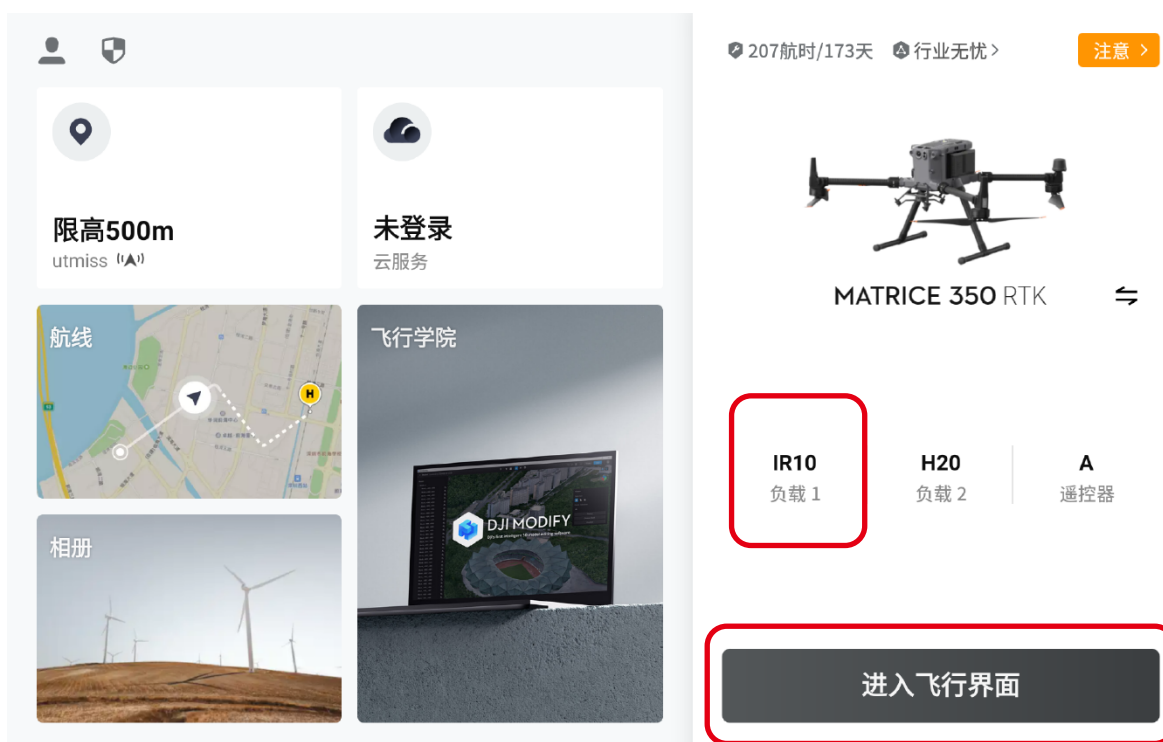 207航时/173天
行业无忧>
注意 >
限高500m
utmiss
未登录
云服务
MATRICE 350 RTK
航线
H
飞行学院
DJI MODIFY
相册
IR10
负载 1
H20
负载 2
A
遥控器
进入飞行界面